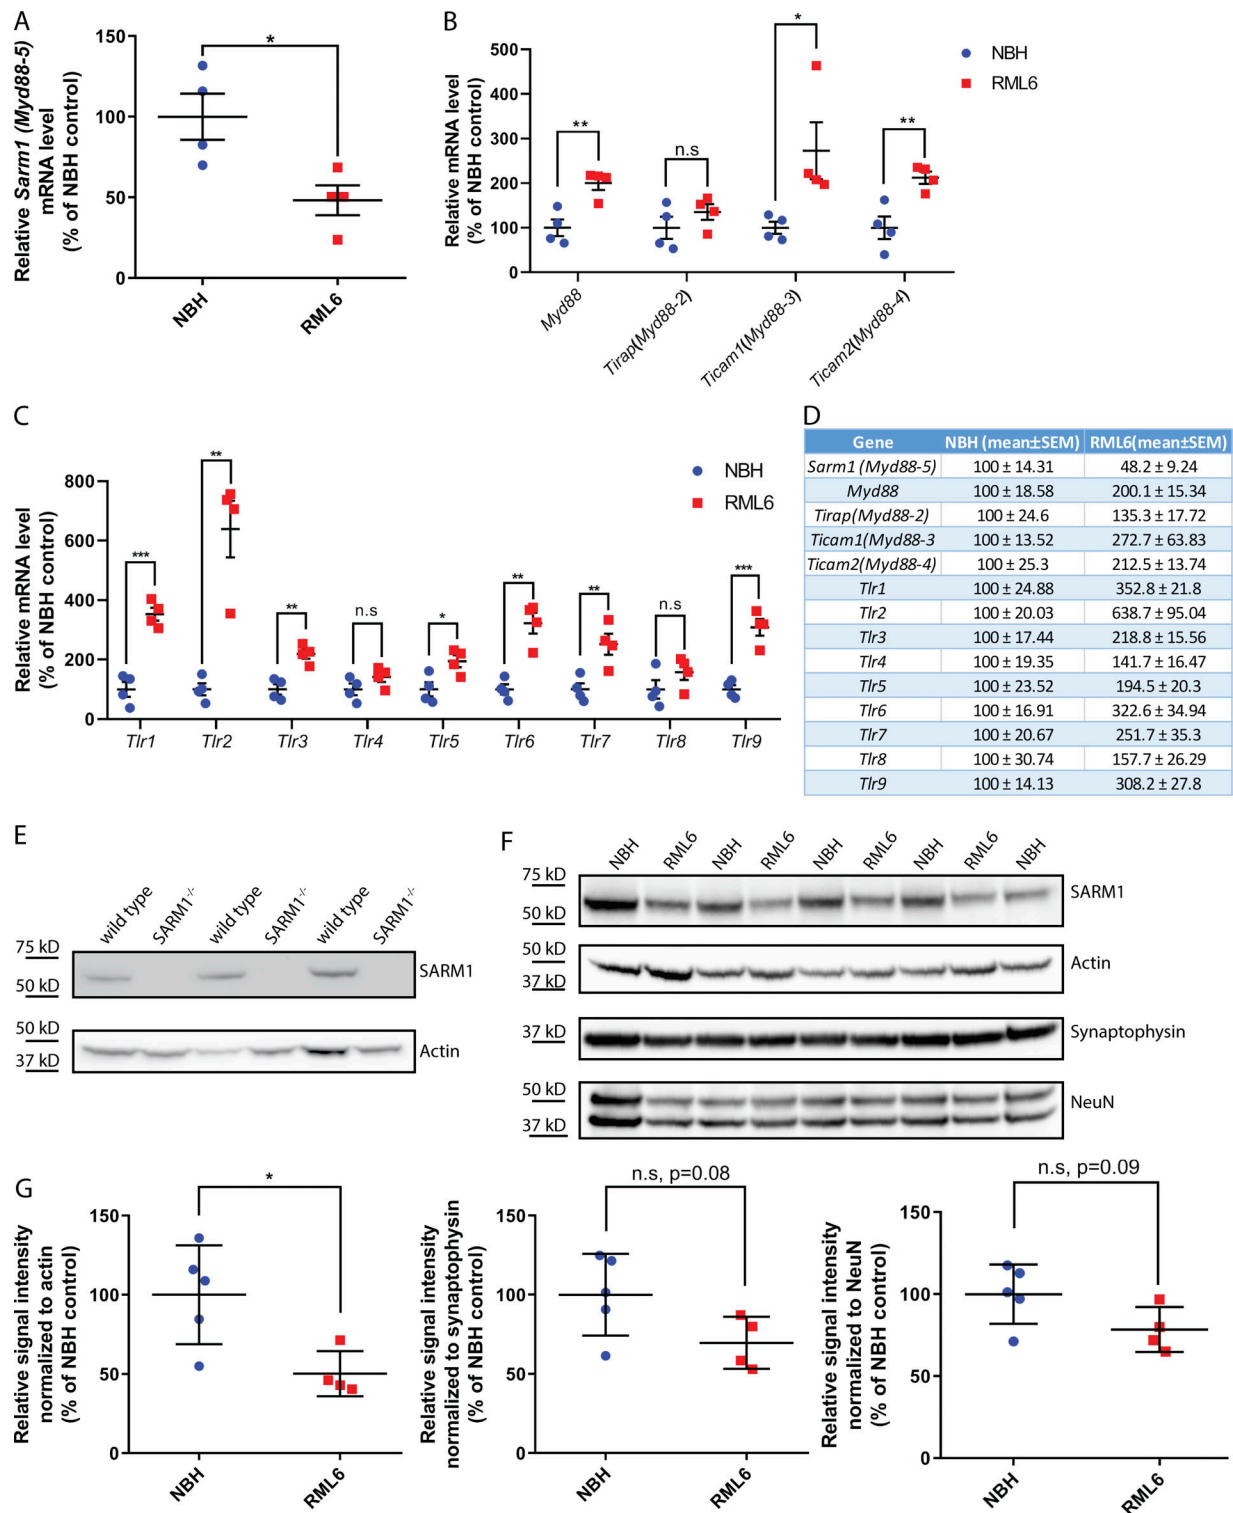 A
Relative Sarm1 (Myd88-5)
mRNA level
(% of NBH control)
150
100
50
0
*
NBH
RML6
B
Relative mRNA level
(% of NBH control)
500
400
300
200
100
0
**
n.s
*
**
NBH
RML6
Myd88
Tirap(Myd88-2)
Ticam1(Myd88-3)
Ticam2(Myd88-4)
C
Relative mRNA level
(% of NBH control)
800
600
400
200
0
***
**
**
n.s
*
**
**
n.s
***
NBH
RML6
Tlr1 Tlr2 Tlr3 Tlr4 Tlr5 Tlr6 Tlr7 Tlr8 Tlr9
D
Gene NBH (mean±SEM) RML6(mean±SEM)
Sarm1 (Myd88-5) 100 ± 14.31 48.2 ± 9.24
Myd88 100 ± 18.58 200.1 ± 15.34
Tirap(Myd88-2) 100 ± 24.6 135.3 ± 17.72
Ticam1(Myd88-3 100 ± 13.52 272.7 ± 63.83
Ticam2(Myd88-4) 100 ± 25.3 212.5 ± 13.74
Tlr1 100 ± 24.88 352.8 ± 21.8
Tlr2 100 ± 20.03 638.7 ± 95.04
Tlr3 100 ± 17.44 218.8 ± 15.56
Tlr4 100 ± 19.35 141.7 ± 16.47
Tlr5 100 ± 23.52 194.5 ± 20.3
Tlr6 100 ± 16.91 322.6 ± 34.94
Tlr7 100 ± 20.67 251.7 ± 35.3
Tlr8 100 ± 30.74 157.7 ± 26.29
Tlr9 100 ± 14.13 308.2 ± 27.8
E
wild type SARM1-/- wild type SARM1-/- wild type SARM1-/-
75 kD
50 kD
SARM1
50 kD
37 kD
Actin
F
NBH RML6 NBH RML6 NBH RML6 NBH RML6 NBH
75 kD
50 kD
SARM1
50 kD
37 kD
Actin
37 kD
Synaptophysin
50 kD
37 kD
NeuN
G
Relative signal intensity
normalized to actin
(% of NBH control)
150
100
50
0
*
NBH
RML6
Relative signal intensity
normalized to synaptophysin
(% of NBH control)
150
100
50
0
n.s, p=0.08
NBH
RML6
Relative signal intensity
normalized to NeuN
(% of NBH control)
150
100
50
0
n.s, p=0.09
NBH
RML6